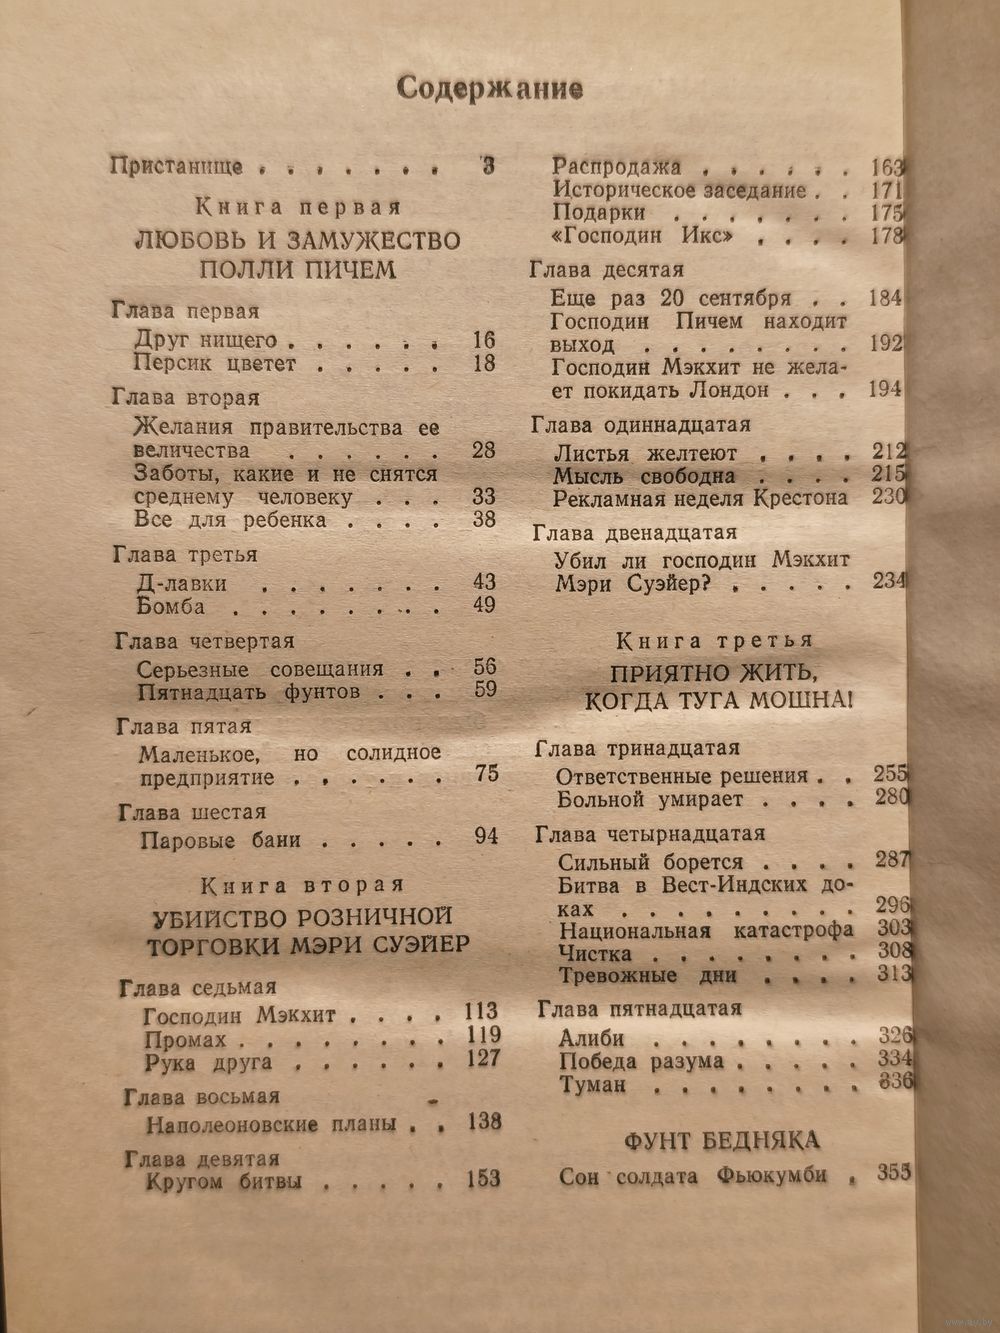 Содержание
Пристанище . . . . . . . 3
Книга первая
ЛЮБОВЬ И ЗАМУЖЕСТВО
ПОЛЛИ ПИЧЕМ
Глава первая
Друг нищего . . . . . . 16
Персик цветет . . . . . 18
Глава вторая
Желания правительства ее
величества . . . . . . 28
Заботы, какие и не снятся
среднему человеку . . . 33
Все для ребенка . . . . 38
Глава третья
Д-лавки . . . . . . . 43
Бомба . . . . . . . . 49
Глава четвертая
Серьезные совещания . . 56
Пятнадцать фунтов . . . 59
Глава пятая
Маленькое, но солидное
предприятие . . . . . . 75
Глава шестая
Паровые бани . . . . . 94
Книга вторая
УБИЙСТВО РОЗНИЧНОЙ
ТОРГОВКИ МЭРИ СУЭЙЕР
Глава седьмая
Господин Мэкхит . . . . 113
Промах . . . . . . . . 119
Рука друга . . . . . . 127
Глава восьмая
Наполеоновские планы . . 138
Глава девятая
Кругом битвы . . . . . 153
Распродажа . . . . . . 163
Историческое заседание . . 171
Подарки . . . . . . . 175
«Господин Икс» . . . . 178
Глава десятая
Еще раз 20 сентября . . 184
Господин Пичем находит
выход . . . . . . . . 192
Господин Мэкхит не жела-
ет покидать Лондон . . . 194
Глава одиннадцатая
Листья желтеют . . . . 212
Мысль свободна . . . . 215
Рекламная неделя Крестона 230
Глава двенадцатая
Убил ли господин Мэкхит
Мэри Суэйер? . . . . . 234
Книга третья
ПРИЯТНО ЖИТЬ,
КОГДА ТУГА МОШНА!
Глава тринадцатая
Ответственные решения . . 255
Больной умирает . . . . 280
Глава четырнадцатая
Сильный борется . . . . 287
Битва в Вест-Индских до-
ках . . . . . . . . . 296
Национальная катастрофа 303
Чистка . . . . . . . . 308
Тревожные дни . . . . 313
Глава пятнадцатая
Алиби . . . . . . . . 326
Победа разума . . . . . 334
Туман . . . . . . . . 336
ФУНТ БЕДНЯКА
Сон солдата Фьюкумби . 355